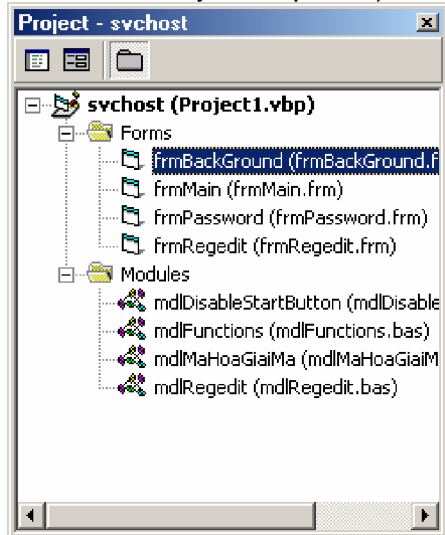 Project - svchost
svchost (Project1.vbp)
Forms
frmBackGround (frmBackGround.f
frmMain (frmMain.frm)
frmPassword (frmPassword.frm)
frmRegedit (frmRegedit.frm)
Modules
mdlDisableStartButton (mdlDisable
mdlFunctions (mdlFunctions.bas)
mdlMaHoaGiaiMa (mdlMaHoaGiaiM
mdlRegedit (mdlRegedit.bas)